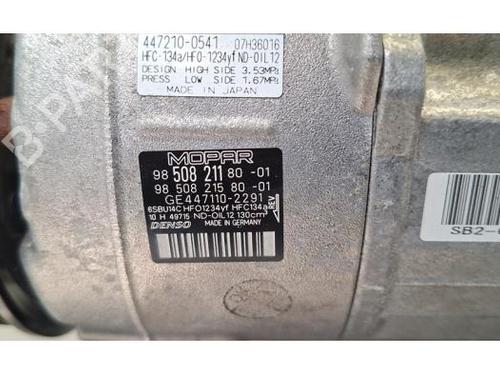 447210-0541 07H36016
HFC-134a/HFO-1234yf ND-OIL12
DESIGN HIGH SIDE 3.53MPa
PRESS LOW SIDE 1.67MPa
MADE IN JAPAN
MOPAR
98 508 211 80 -01
98 508 215 80 -01
GE447110-2291
6SBU14C HFO1234yf HFC134a
10 H 49715 ND-OIL12 130cm³
DENSO MADE IN GERMANY
REV
SB2-